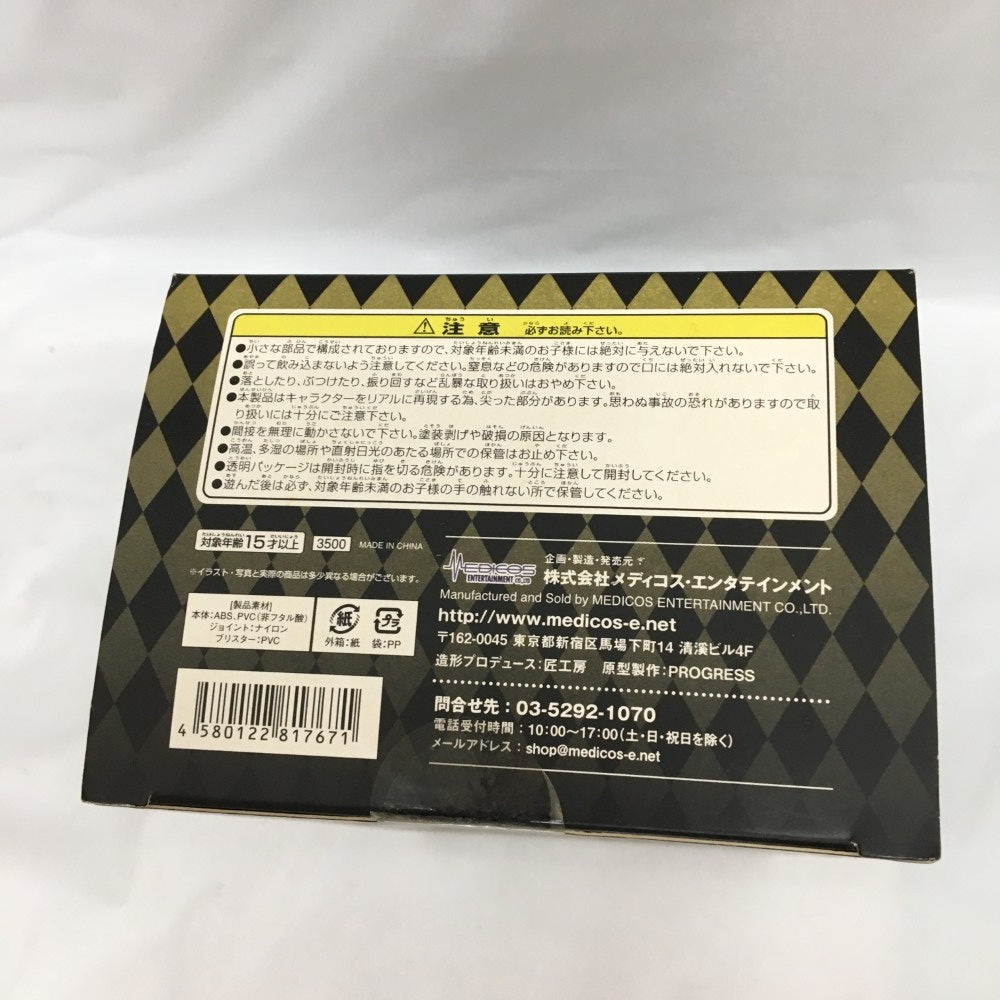 ⚠ 注意 必ずお読み下さい。
●小さな部品で構成されておりますので、対象年齢未満のお子様には絶対に与えないで下さい。
●誤って飲み込まないよう注意してください。窒息などの危険がありますので口には絶対入れないで下さい。
●落としたり、ぶつけたり、振り回すなど乱暴な取り扱いはおやめ下さい。
●本製品はキャラクターをリアルに再現する為、尖った部分があります。思わぬ事故の恐れがありますので取
り扱いには十分にご注意下さい。
●間接を無理に動かさないで下さい。塗装剥げや破損の原因となります。
●高温、多湿の場所や直射日光のあたる場所での保管はお止め下さい。
●透明パッケージは開封時に指を切る危険があります。十分に注意して開封してください。
●遊んだ後は必ず、対象年齢未満のお子様の手の触れない所で保管してください。
対象年齢15才以上 3500 MADE IN CHINA
※イラスト・写真と実際の商品は多少異なる場合がございます。
[製品素材]
本体:ABS、PVC(非フタル酸)
ジョイント:ナイロン
ブリスター:PVC
紙 プラ
外箱:紙 袋:PP
4 580122 817671
MEDICOS
ENTERTAINMENT CO.,LTD.
企画・製造・発売元
株式会社メディコス・エンタテインメント
Manufactured and Sold by MEDICOS ENTERTAINMENT CO.,LTD.
http://www.medicos-e.net
〒162-0045 東京都新宿区馬場下町14 清渓ビル4F
造形プロデュース:匠工房 原型製作:PROGRESS
問合せ先:03-5292-1070
電話受付時間:10:00〜17:00(土・日・祝日を除く)
メールアドレス:shop@medicos-e.net